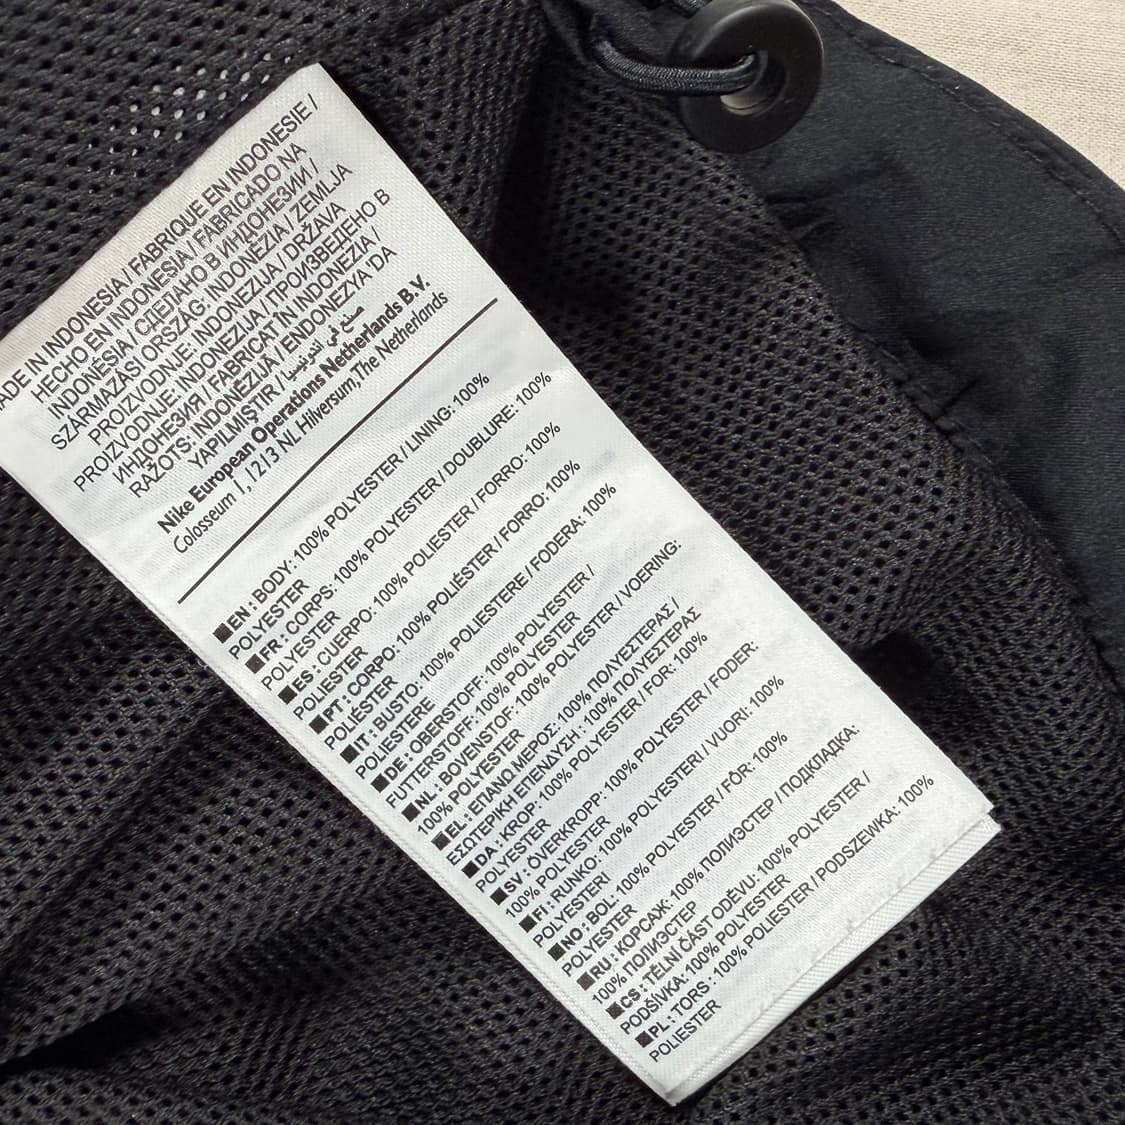 MADE IN INDONESIA / FABRIQUE EN INDONESIE /
HECHO EN INDONESIA / FABRICADO NA
INDONÉSIA / СДЕЛАНО В ИНДОНЕЗИИ /
SZÁRMAZÁSI ORSZÁG: INDONÉZIA / ZEMLJA
PROIZVODNJE: INDONEZIJA / DRŽAVA
PROIZVODNJE: INDONEZIJA / ПРОИЗВЕДЕНО В
ИНДОНЕЗИЯ / FABRICAT IN INDONEZIA /
RAŽOTS: INDONĒZIJA / ENDONEZYA'DA
YAPILMIŞTIR / صنع في اندونيسيا
Nike European Operations Netherlands B.V.
Colosseum 1, 1213 NL Hilversum, The Netherlands
■EN : BODY: 100% POLYESTER / LINING: 100%
POLYESTER
■FR : CORPS: 100% POLYESTER / DOUBLURE: 100%
POLYESTER
■ES : CUERPO: 100% POLIESTER / FORRO: 100%
POLIÉSTER
■PT : CORPO: 100% POLIÉSTER / FORRO: 100%
POLIÉSTER
■IT : BUSTO: 100% POLIESTERE / FODERA: 100%
POLIESTERE
■DE : OBERSTOFF: 100% POLYESTER /
FUTTERSTOFF: 100% POLYESTER
■NL : BOVENSTOF: 100% POLYESTER / VOERING:
100% POLYESTER
■EL : ΕΠΑΝΩ ΜΕΡΟΣ: 100% ΠΟΛΥΕΣΤΕΡΑΣ /
ΕΣΩΤΕΡΙΚΗ ΕΠΕΝΔΥΣΗ : 100% ΠΟΛΥΕΣΤΕΡΑΣ
■DA : KROP: 100% POLYESTER / FOR: 100%
POLYESTER
■SV : ÖVERKROPP: 100% POLYESTER / FODER:
100% POLYESTER
■FI : RUNKO: 100% POLYESTERI / VUORI: 100%
POLYESTERI
■NO : BOL: 100% POLYESTER / FÔR: 100%
POLYESTER
■RU : КОРСАЖ: 100% ПОЛИЭСТЕР / ПОДКЛАДКА:
100% ПОЛИЭСТЕР
■CS : TĚLNÍ ČÁST ODĚVU: 100% POLYESTER /
PODŠÍVKA: 100% POLYESTER
■PL : TORS: 100% POLIESTER / PODSZEWKA: 100%
POLIESTER